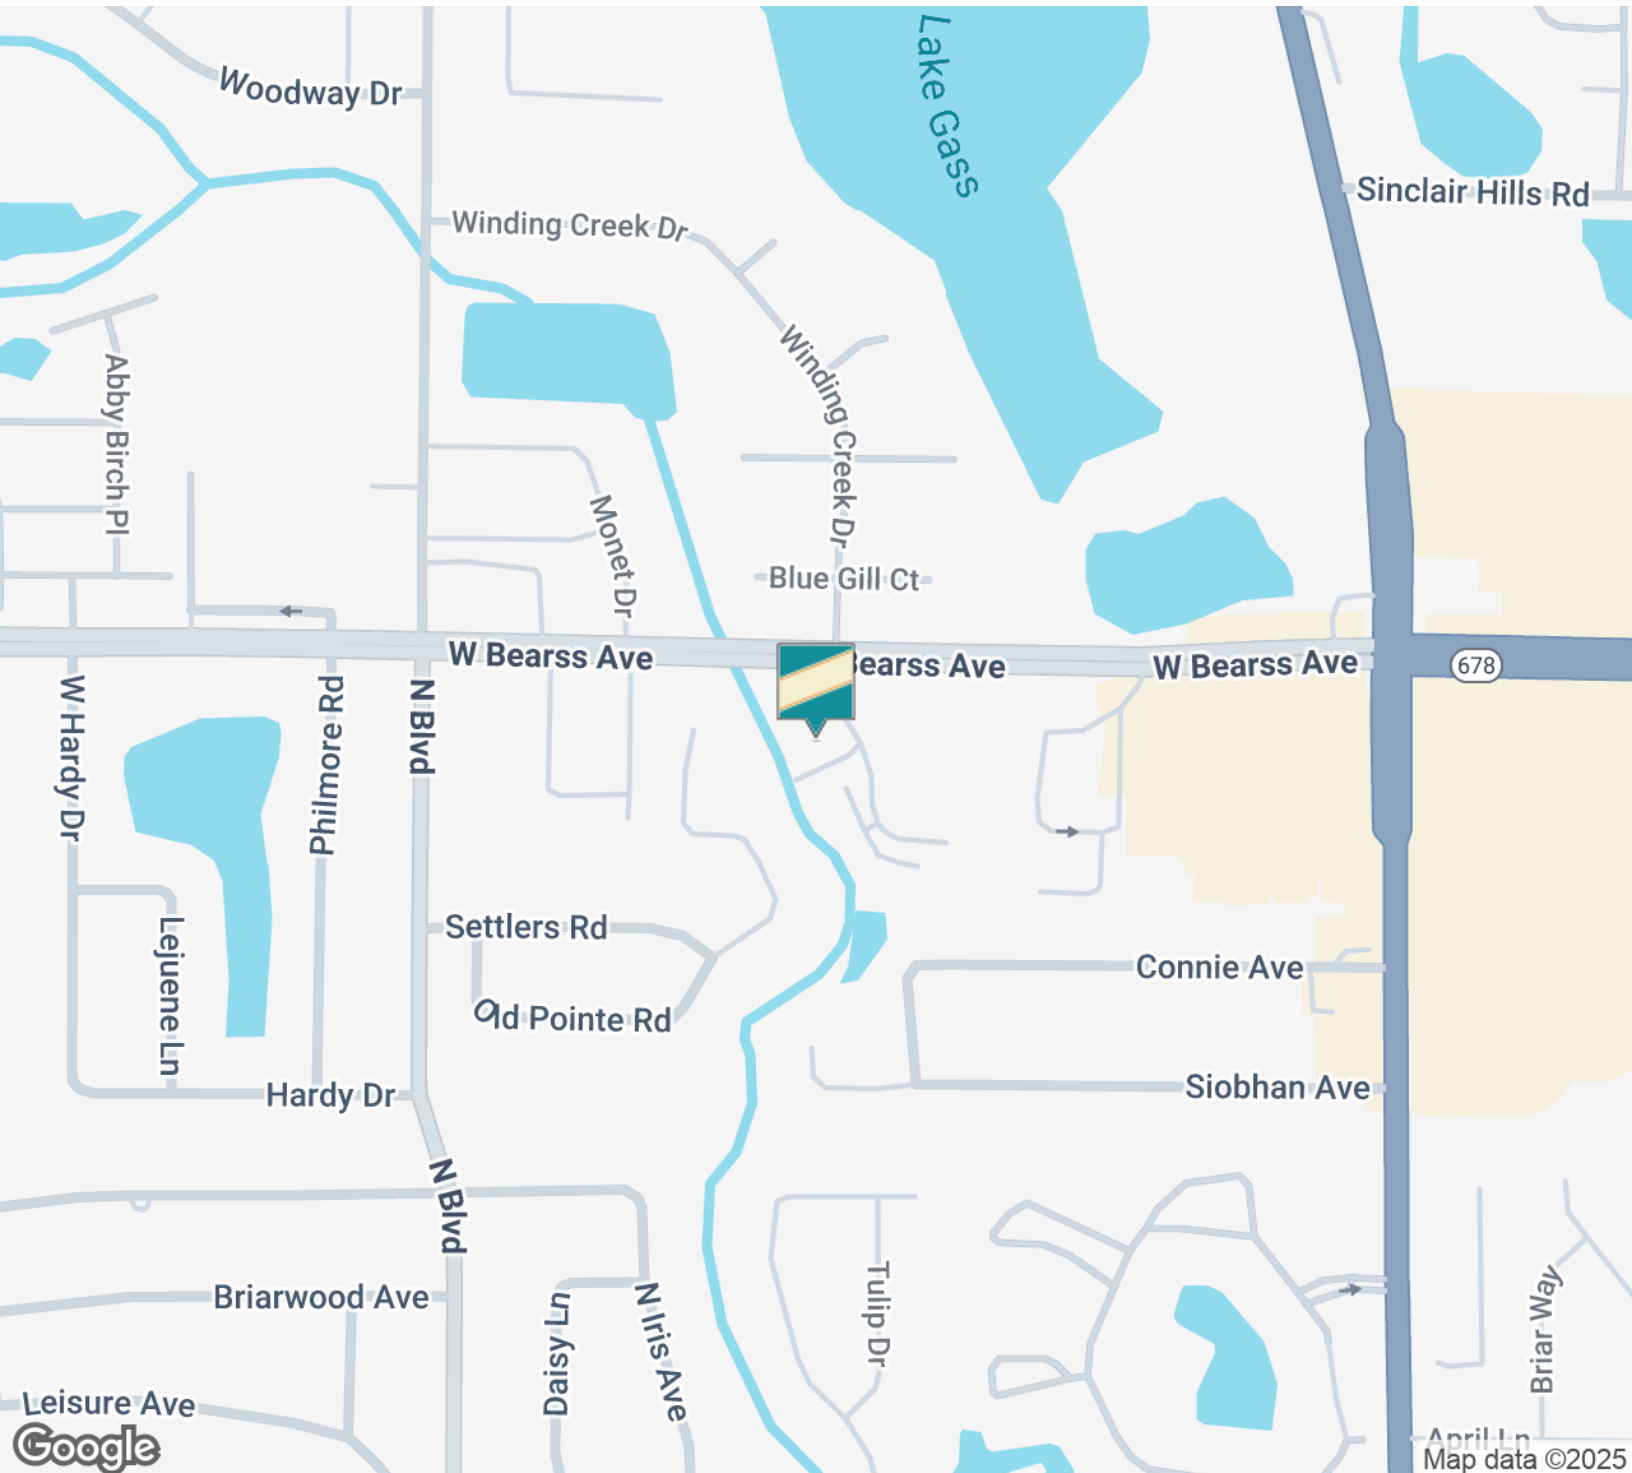 Lake Gass
Woodway Dr
Sinclair Hills Rd
Winding Creek Dr
Winding Creek Dr
Abby Birch Pl
Monet Dr
Blue Gill Ct
W Bearss Ave
Bearss Ave
W Bearss Ave
678
W Hardy Dr
Philmore Rd
N Blvd
Lejuene Ln
Settlers Rd
Connie Ave
Old Pointe Rd
Siobhan Ave
Hardy Dr
N Blvd
Briarwood Ave
Daisy Ln
N Iris Ave
Tulip Dr
Briar Way
Leisure Ave
April Ln
Google
Map data ©2025